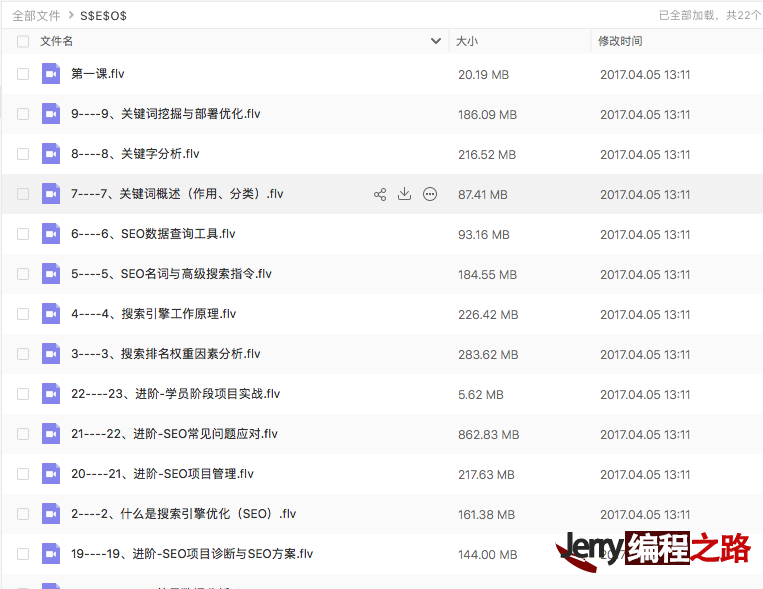 全部文件 > S$E$O$ 已全部加载，共22个
文件名 大小 修改时间
第一课.flv 20.19 MB 2017.04.05 13:11
9----9、关键词挖掘与部署优化.flv 186.09 MB 2017.04.05 13:11
8----8、关键字分析.flv 216.52 MB 2017.04.05 13:11
7----7、关键词概述（作用、分类）.flv 87.41 MB 2017.04.05 13:11
6----6、SEO数据查询工具.flv 93.16 MB 2017.04.05 13:11
5----5、SEO名词与高级搜索指令.flv 184.55 MB 2017.04.05 13:11
4----4、搜索引擎工作原理.flv 226.42 MB 2017.04.05 13:11
3----3、搜索排名权重因素分析.flv 283.62 MB 2017.04.05 13:11
22----23、进阶-学员阶段项目实战.flv 5.62 MB 2017.04.05 13:11
21----22、进阶-SEO常见问题应对.flv 862.83 MB 2017.04.05 13:11
20----21、进阶-SEO项目管理.flv 217.63 MB 2017.04.05 13:11
2----2、什么是搜索引擎优化（SEO）.flv 161.38 MB 2017.04.05 13:11
19----19、进阶-SEO项目诊断与SEO方案.flv 144.00 MB
Jerry编程之路